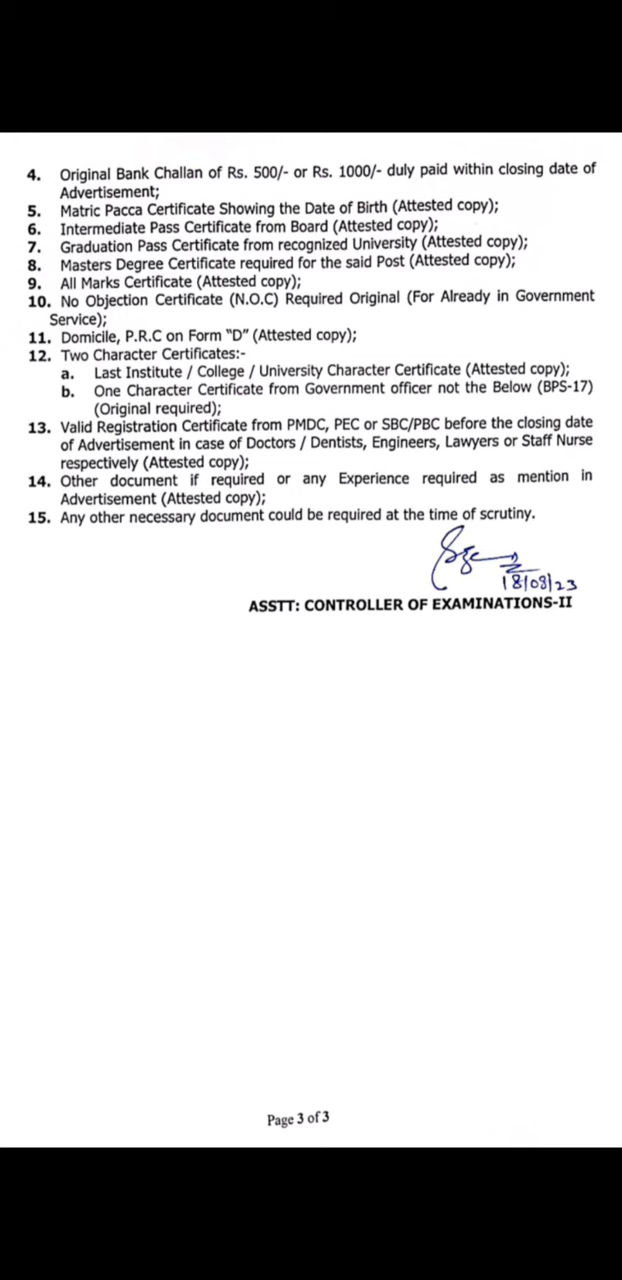 4. Original Bank Challan of Rs. 500/- or Rs. 1000/- duly paid within closing date of
Advertisement;
5. Matric Pacca Certificate Showing the Date of Birth (Attested copy);
6. Intermediate Pass Certificate from Board (Attested copy);
7. Graduation Pass Certificate from recognized University (Attested copy);
8. Masters Degree Certificate required for the said Post (Attested copy);
9. All Marks Certificate (Attested copy);
10. No Objection Certificate (N.O.C) Required Original (For Already in Government
Service);
11. Domicile, P.R.C on Form "D" (Attested copy);
12. Two Character Certificates:-
a. Last Institute / College / University Character Certificate (Attested copy);
b. One Character Certificate from Government officer not the Below (BPS-17)
(Original required);
13. Valid Registration Certificate from PMDC, PEC or SBC/PBC before the closing date
of Advertisement in case of Doctors / Dentists, Engineers, Lawyers or Staff Nurse
respectively (Attested copy);
14. Other document if required or any Experience required as mention in
Advertisement (Attested copy);
15. Any other necessary document could be required at the time of scrutiny.
18/08/23
ASSTT: CONTROLLER OF EXAMINATIONS-II
Page 3 of 3